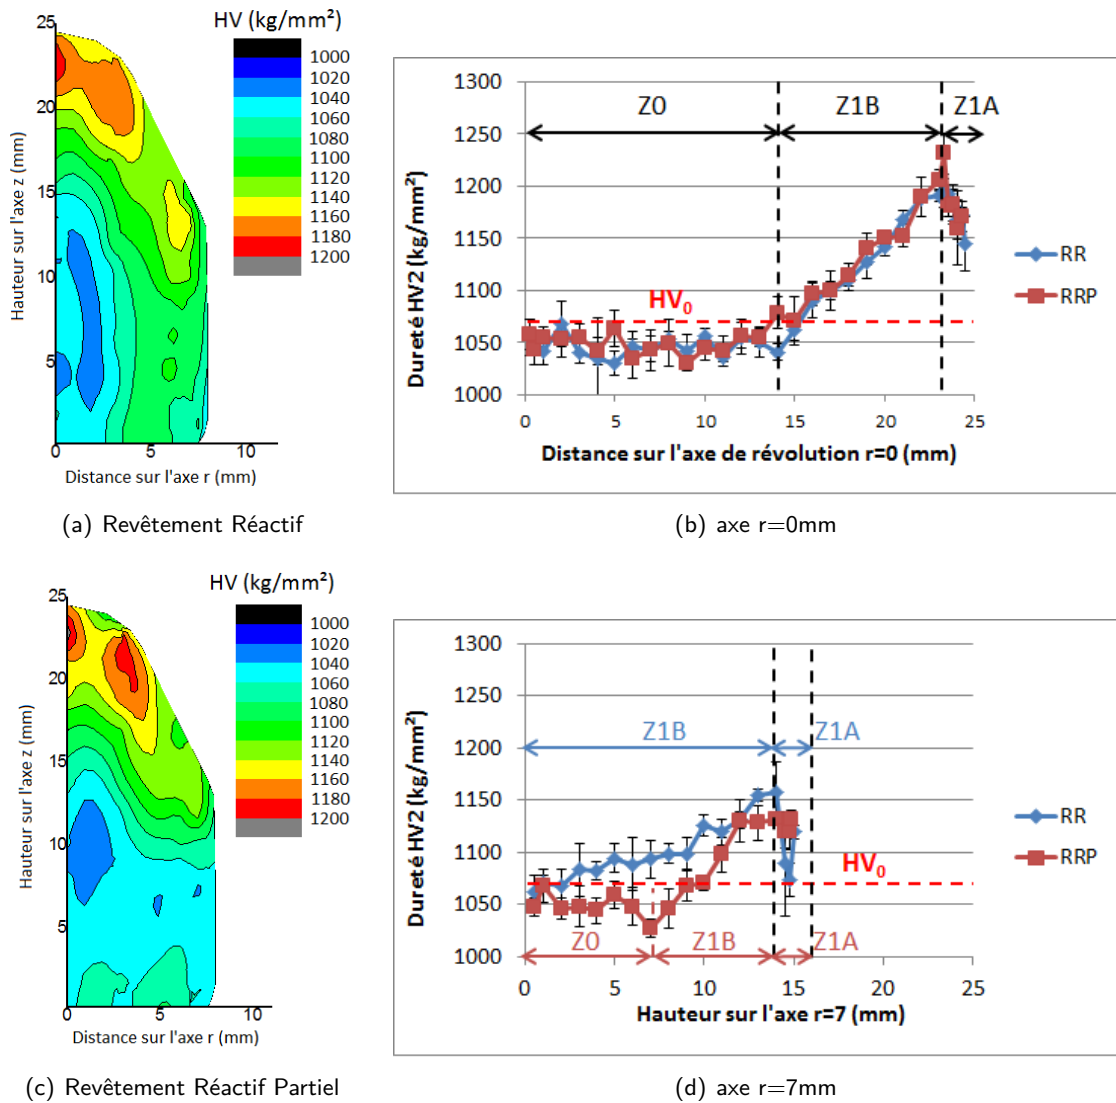 HV (kg/mm²)
25
20
15
10
5
0
0
5
10
Hauteur sur l'axe z (mm)
Distance sur l'axe r (mm)
1000
1020
1040
1060
1080
1100
1120
1140
1160
1180
1200
(a) Revêtement Réactif
1300
1250
1200
1150
1100
1050
1000
Dureté HV2 (kg/mm²)
Z0
Z1B
Z1A
HV₀
RR
RRP
0
5
10
15
20
25
Distance sur l'axe de révolution r=0 (mm)
(b) axe r=0mm
HV (kg/mm²)
25
20
15
10
5
0
0
5
10
Hauteur sur l'axe z (mm)
Distance sur l'axe r (mm)
1000
1020
1040
1060
1080
1100
1120
1140
1160
1180
1200
(c) Revêtement Réactif Partiel
1300
1250
1200
1150
1100
1050
1000
Dureté HV2 (kg/mm²)
Z1B
Z1A
HV₀
Z0
Z1B
Z1A
RR
RRP
0
5
10
15
20
25
Hauteur sur l'axe r=7 (mm)
(d) axe r=7mm